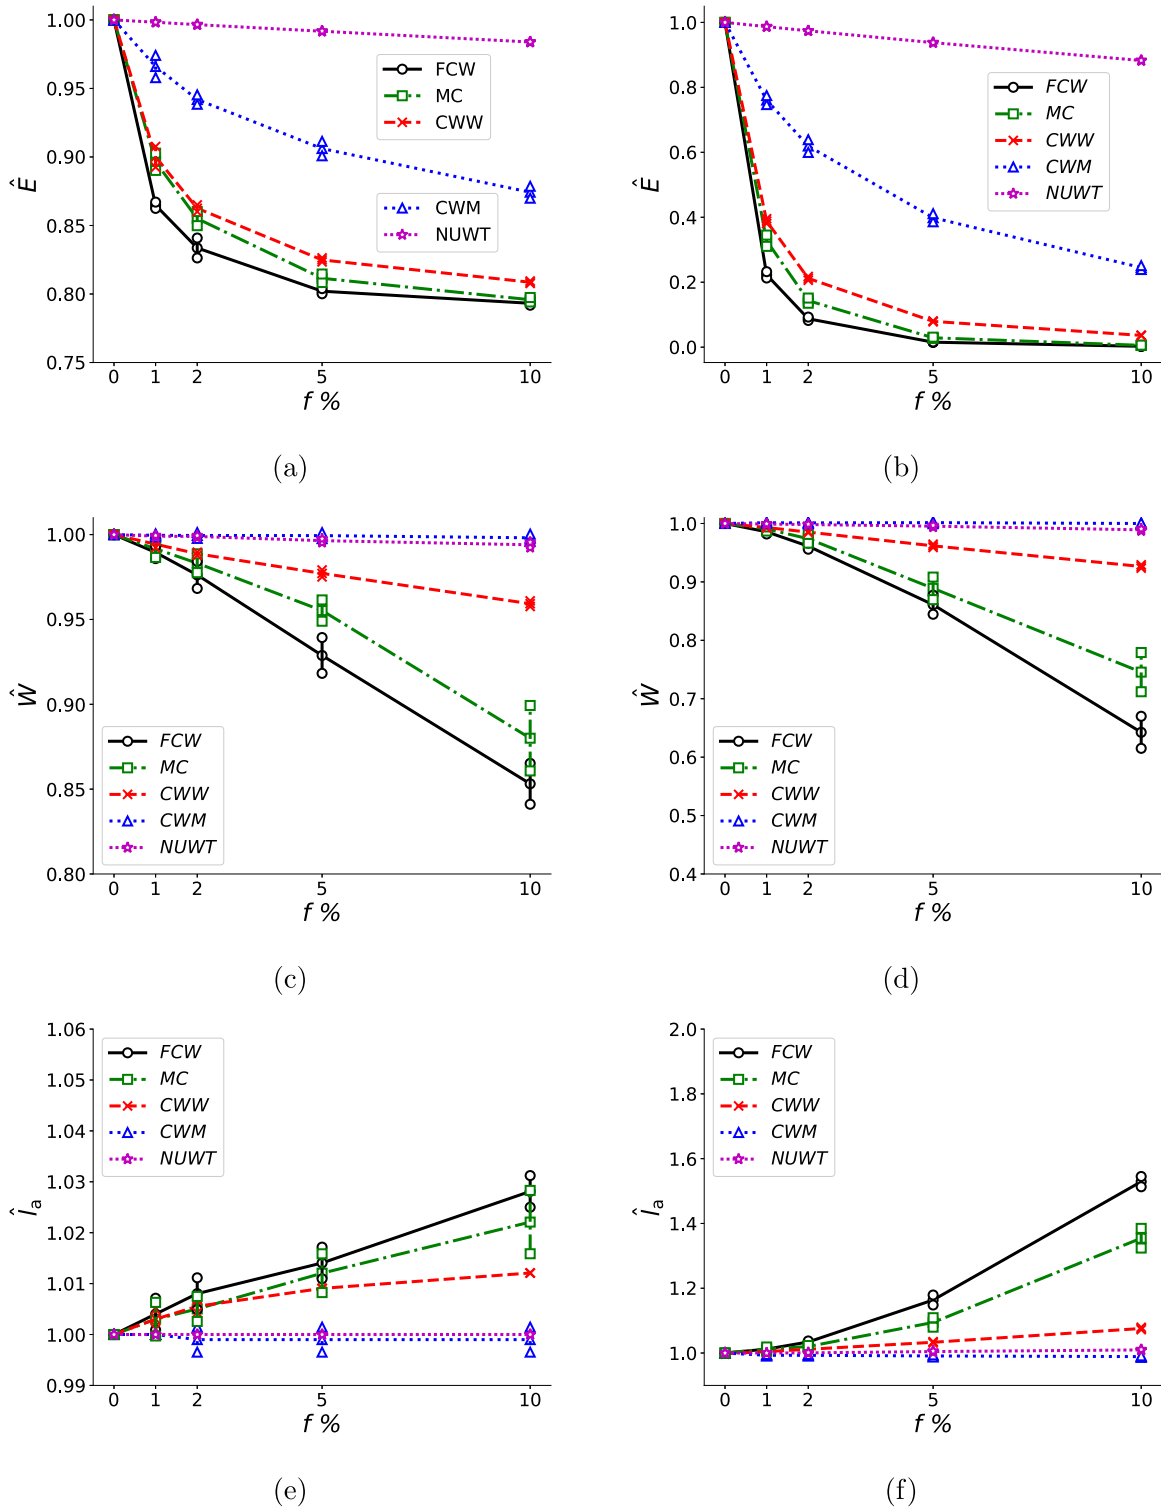 1.00
0.95
0.90
0.85
0.80
0.75
Ê
0 1 2 5 10
f %
FCW
MC
CWW
CWM
NUWT
(a)
1.0
0.8
0.6
0.4
0.2
0.0
Ê
0 1 2 5 10
f %
FCW
MC
CWW
CWM
NUWT
(b)
1.00
0.95
0.90
0.85
0.80
Ŵ
0 1 2 5 10
f %
FCW
MC
CWW
CWM
NUWT
(c)
1.0
0.9
0.8
0.7
0.6
0.5
0.4
Ŵ
0 1 2 5 10
f %
FCW
MC
CWW
CWM
NUWT
(d)
1.06
1.05
1.04
1.03
1.02
1.01
1.00
0.99
Îa
0 1 2 5 10
f %
FCW
MC
CWW
CWM
NUWT
(e)
2.0
1.8
1.6
1.4
1.2
1.0
Îa
0 1 2 5 10
f %
FCW
MC
CWW
CWM
NUWT
(f)